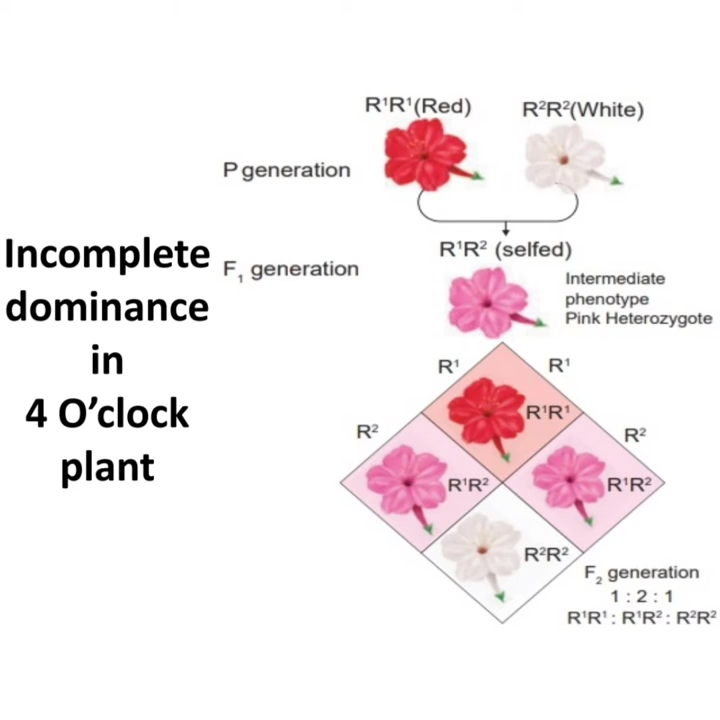 Incomplete
dominance
in
4 O’clock
plant
R¹R¹(Red)
R²R²(White)
P generation
R¹R² (selfed)
F₁ generation
Intermediate
phenotype
Pink Heterozygote
R¹
R¹
R¹R¹
R²
R²
R¹R²
R¹R²
R²R²
F₂ generation
1 : 2 : 1
R¹R¹ : R¹R² : R²R²